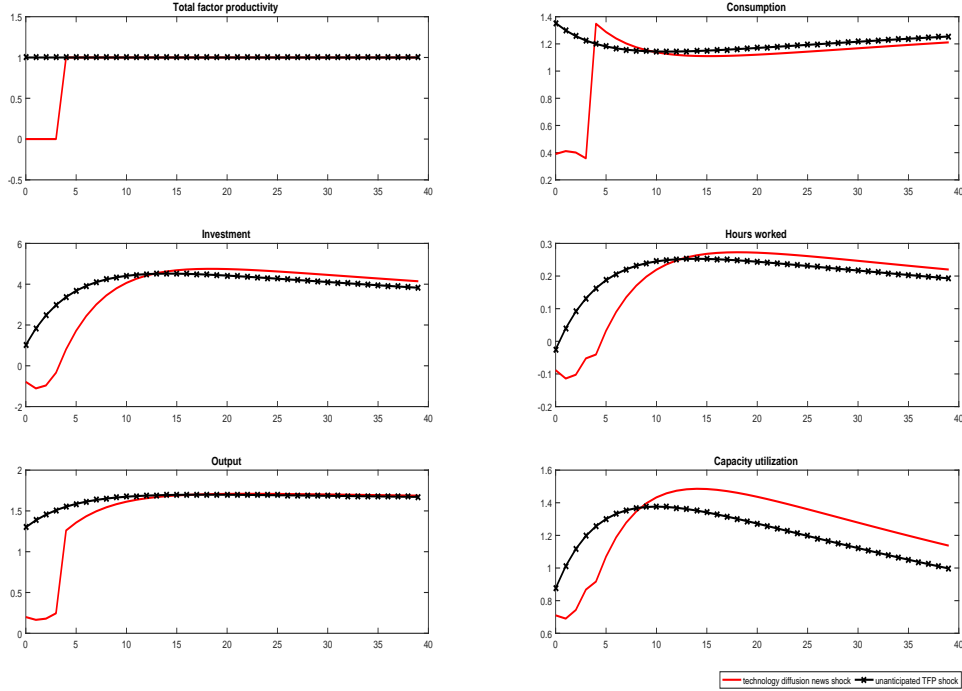 Total factor productivity
1.5
1
0.5
0
-0.5
0 5 10 15 20 25 30 35 40
Consumption
1.4
1.2
1
0.8
0.6
0.4
0.2
0 5 10 15 20 25 30 35 40
Investment
6
4
2
0
-2
0 5 10 15 20 25 30 35 40
Hours worked
0.3
0.2
0.1
0
-0.1
-0.2
0 5 10 15 20 25 30 35 40
Output
2
1.5
1
0.5
0
0 5 10 15 20 25 30 35 40
Capacity utilization
1.6
1.4
1.2
1
0.8
0.6
0 5 10 15 20 25 30 35 40
technology diffusion news shock unanticipated TFP shock